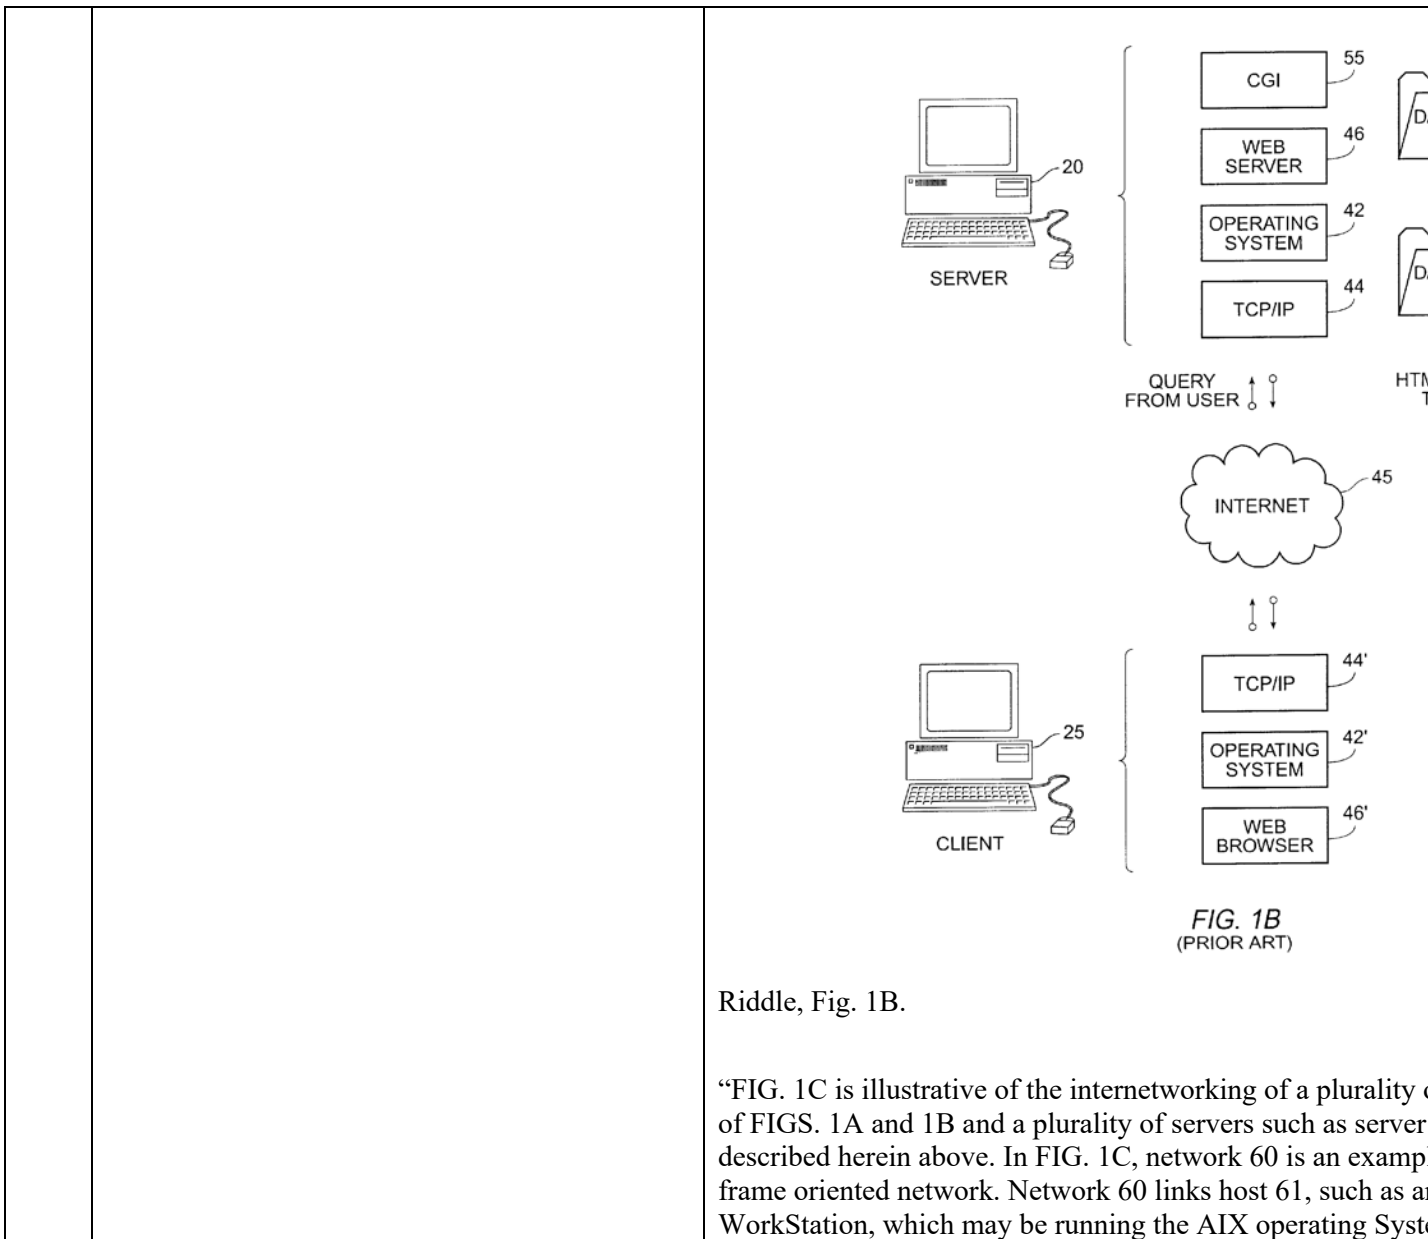 55
CGI
46
WEB
SERVER
20
42
OPERATING
SYSTEM
SERVER
44
TCP/IP
QUERY
FROM USER
45
INTERNET
44'
TCP/IP
25
42'
OPERATING
SYSTEM
46'
WEB
BROWSER
CLIENT
FIG. 1B
(PRIOR ART)
Riddle, Fig. 1B.
“FIG. 1C is illustrative of the internetworking of a plurality
of FIGS. 1A and 1B and a plurality of servers such as server
described herein above. In FIG. 1C, network 60 is an
frame oriented network. Network 60 links host 61, such as
WorkStation, which may be running the AIX operating